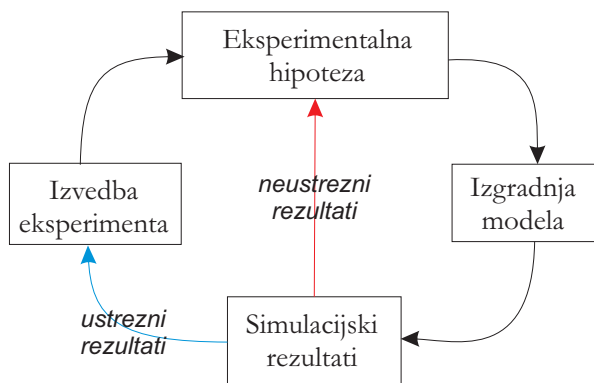 Eksperimentalna
hipoteza
Izvedba
eksperimenta
neustrezni
rezultati
Izgradnja
modela
ustrezni
rezultati
Simulacijski
rezultati